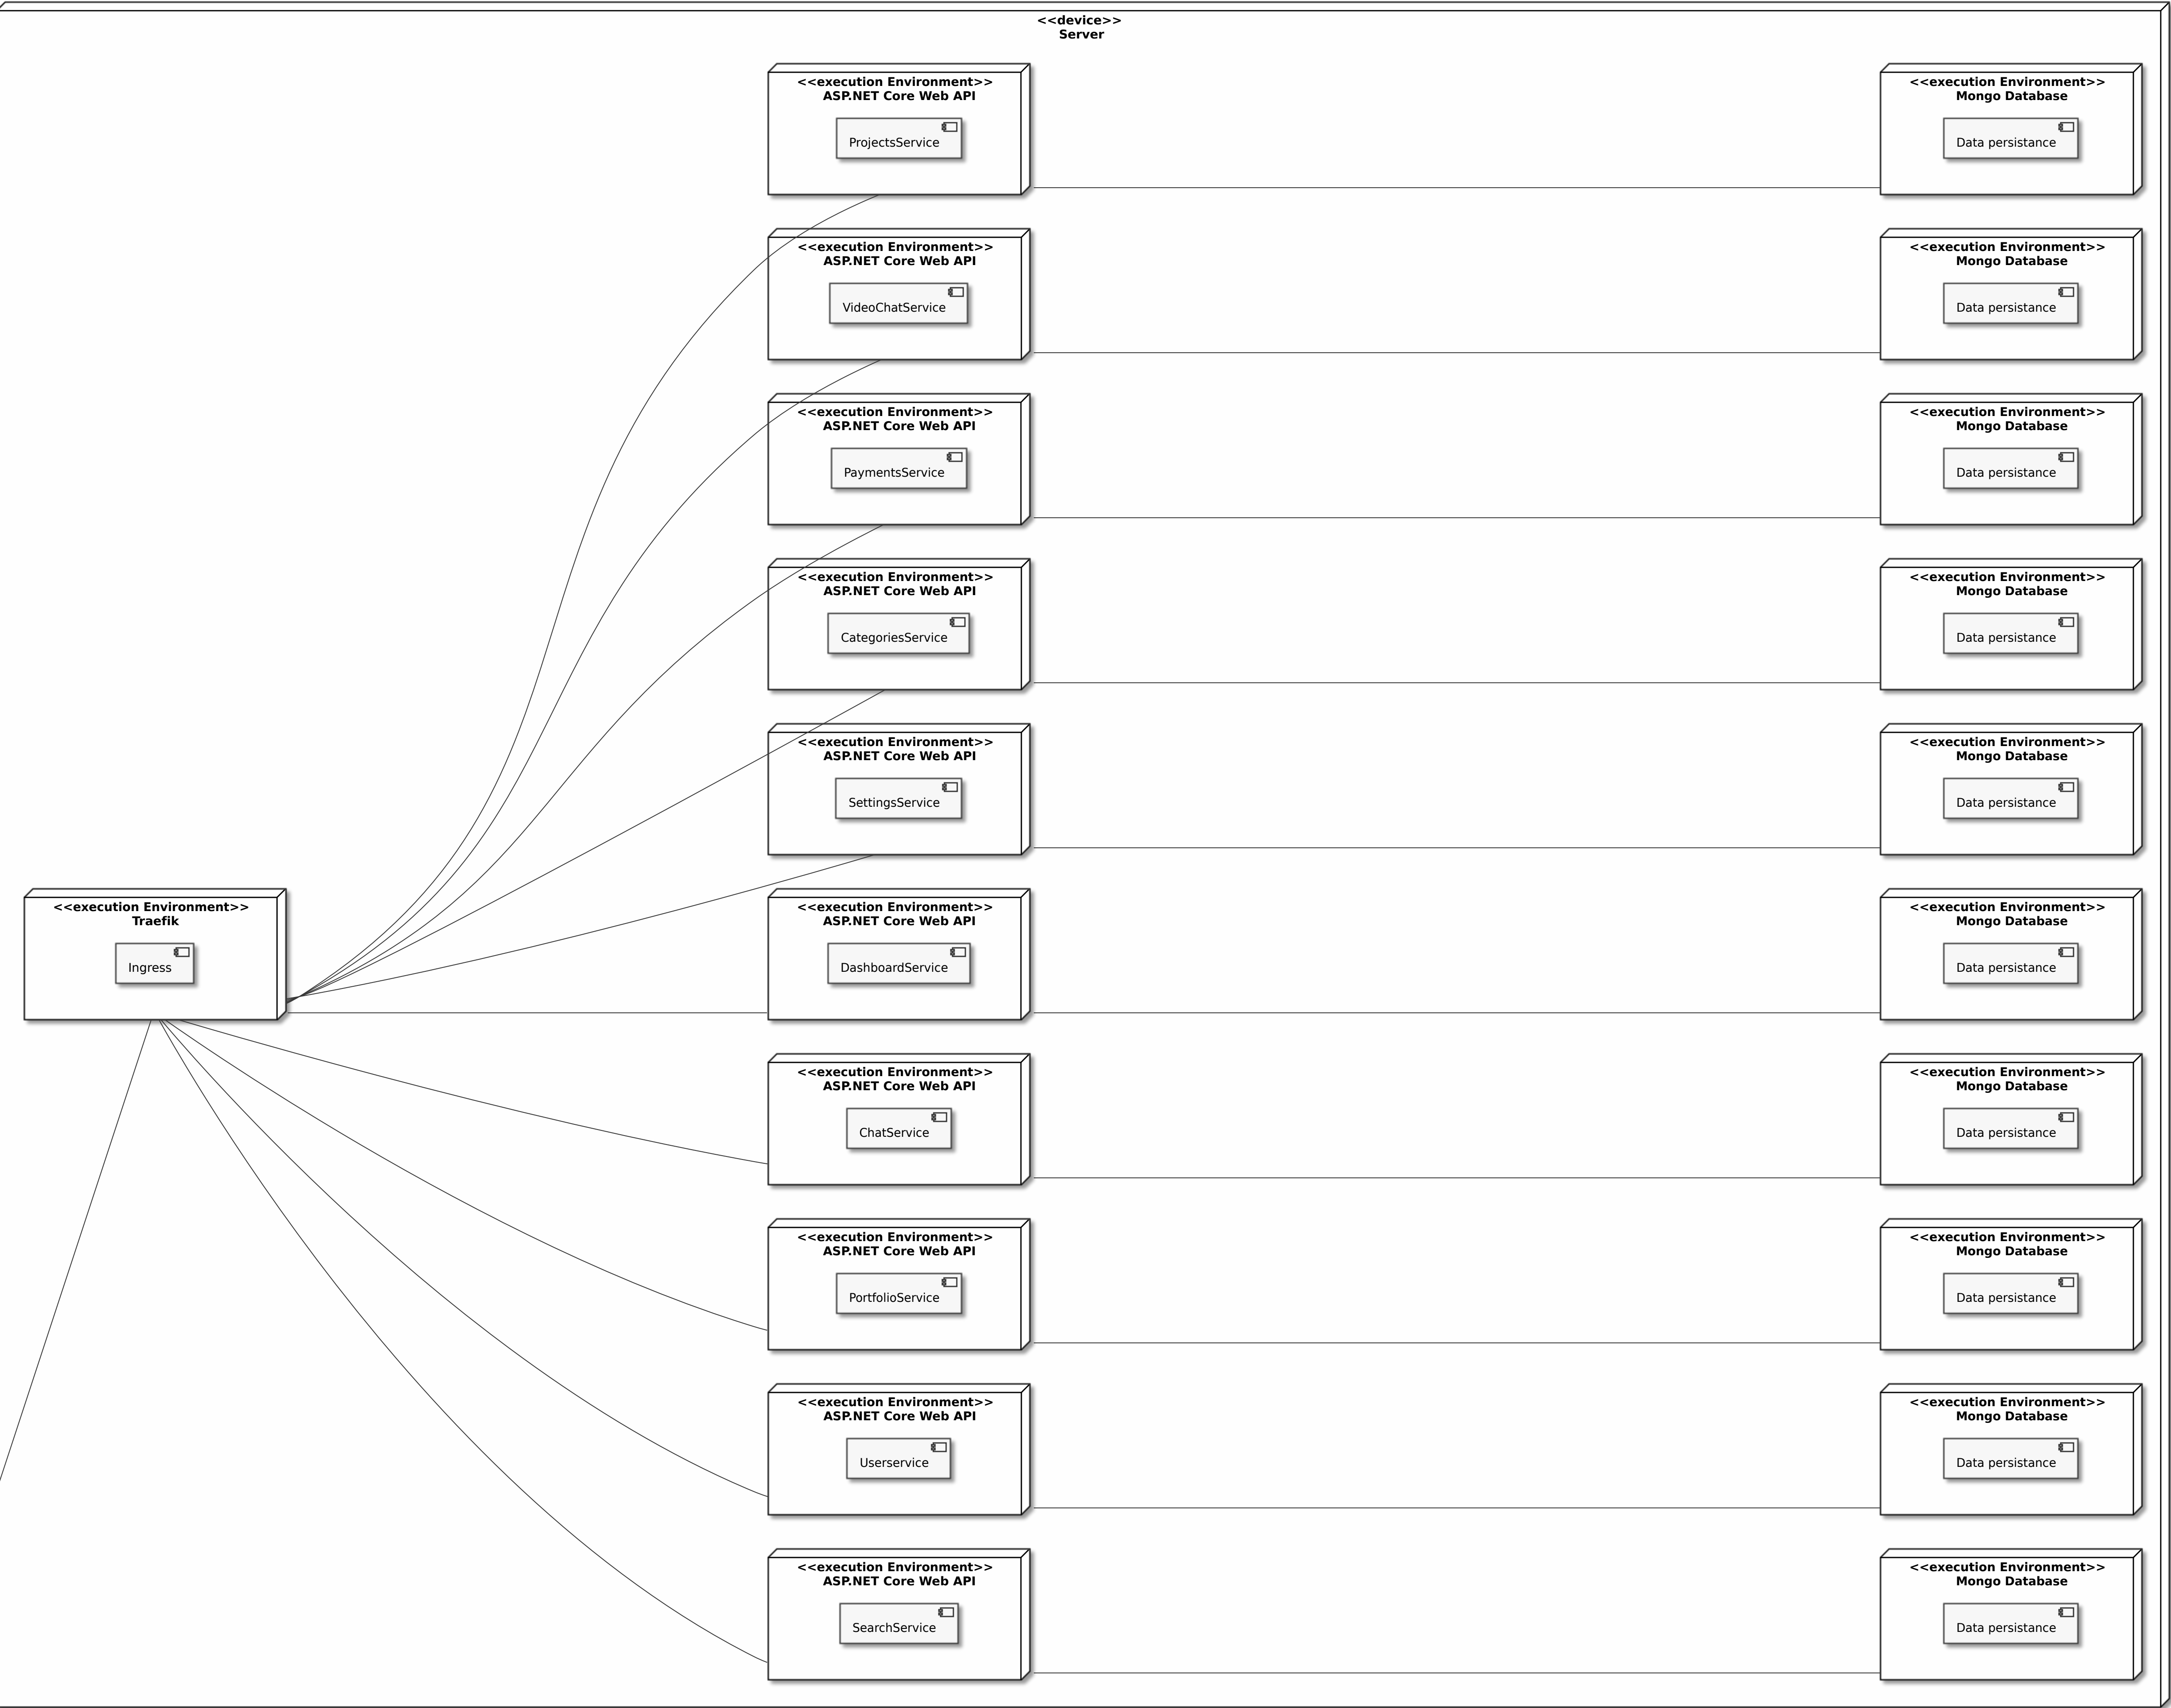 <<device>>
Server
<<execution Environment>>
ASP.NET Core Web API
ProjectsService
<<execution Environment>>
Mongo Database
Data persistance
<<execution Environment>>
ASP.NET Core Web API
VideoChatService
<<execution Environment>>
Mongo Database
Data persistance
<<execution Environment>>
ASP.NET Core Web API
PaymentsService
<<execution Environment>>
Mongo Database
Data persistance
<<execution Environment>>
ASP.NET Core Web API
CategoriesService
<<execution Environment>>
Mongo Database
Data persistance
<<execution Environment>>
ASP.NET Core Web API
SettingsService
<<execution Environment>>
Mongo Database
Data persistance
<<execution Environment>>
Traefik
Ingress
<<execution Environment>>
ASP.NET Core Web API
DashboardService
<<execution Environment>>
Mongo Database
Data persistance
<<execution Environment>>
ASP.NET Core Web API
ChatService
<<execution Environment>>
Mongo Database
Data persistance
<<execution Environment>>
ASP.NET Core Web API
PortfolioService
<<execution Environment>>
Mongo Database
Data persistance
<<execution Environment>>
ASP.NET Core Web API
Userservice
<<execution Environment>>
Mongo Database
Data persistance
<<execution Environment>>
ASP.NET Core Web API
SearchService
<<execution Environment>>
Mongo Database
Data persistance